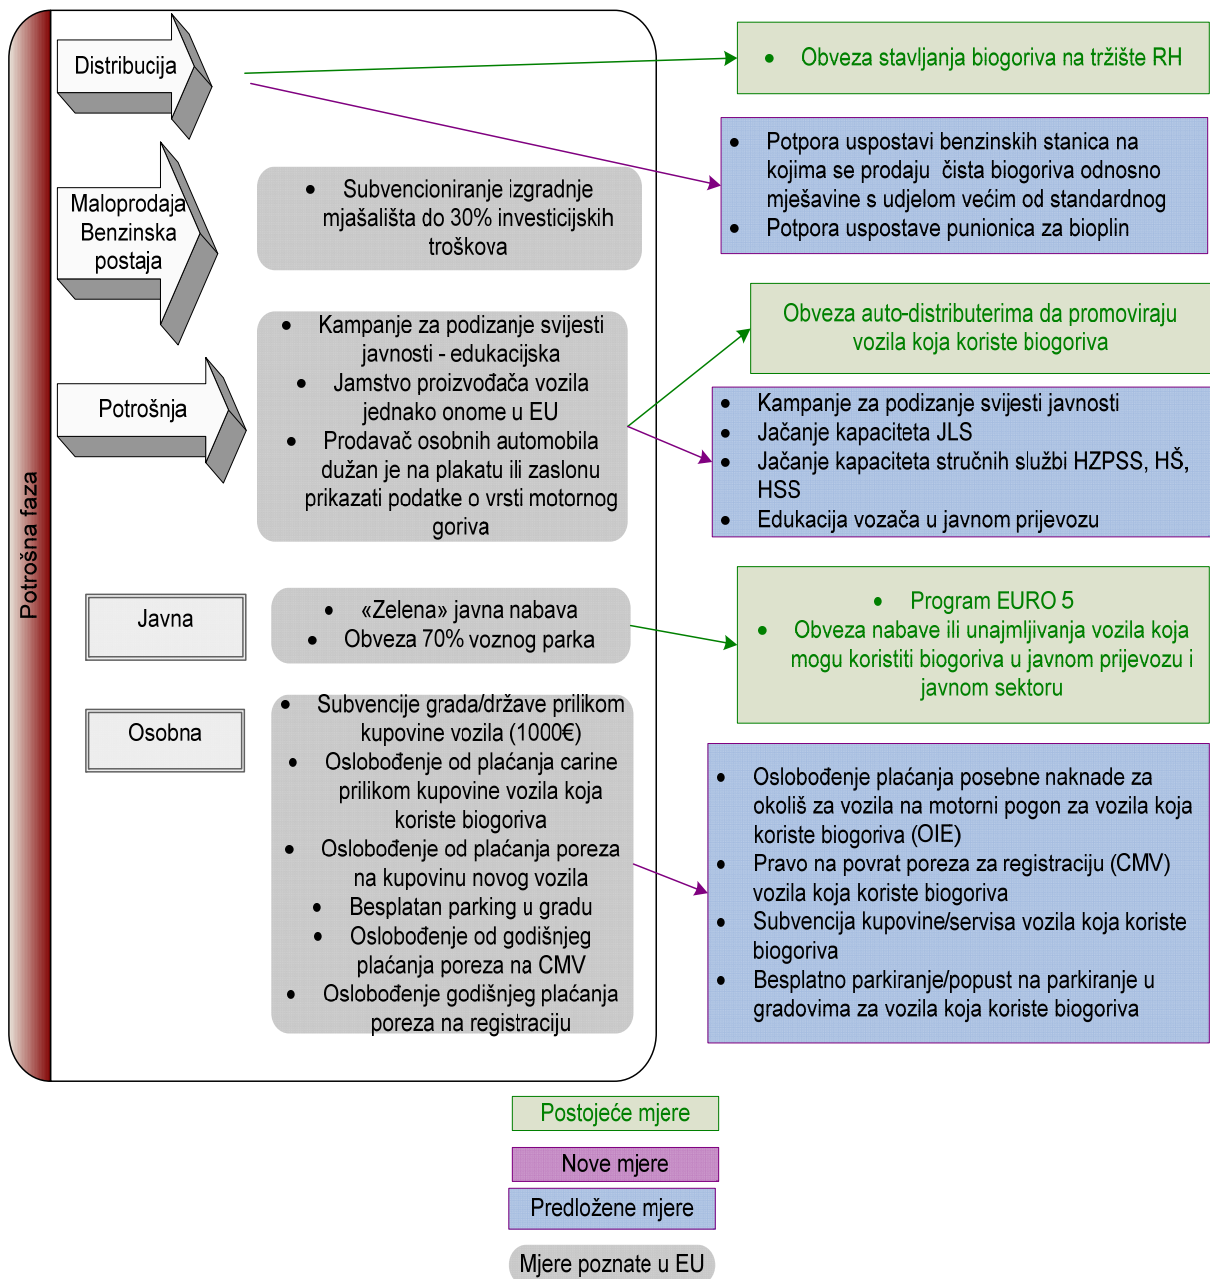 Potrošna faza
Distribucija
Maloprodaja
Benzinska
postaja
Potrošnja
Javna
Osobna
• Subvencioniranje izgradnje
mjašališta do 30% investicijskih
troškova
• Kampanje za podizanje svijesti
javnosti - edukacijska
• Jamstvo proizvođača vozila
jednako onome u EU
• Prodavač osobnih automobila
dužan je na plakatu ili zaslonu
prikazati podatke o vrsti motornog
goriva
• «Zelena» javna nabava
• Obveza 70% voznog parka
• Subvencije grada/države prilikom
kupovine vozila (1000€)
• Oslobođenje od plaćanja carine
prilikom kupovine vozila koja
koriste biogoriva
• Oslobođenje od plaćanja poreza
na kupovinu novog vozila
• Besplatan parking u gradu
• Oslobođenje od godišnjeg
plaćanja poreza na CMV
• Oslobođenje godišnjeg plaćanja
poreza na registraciju
• Obveza stavljanja biogoriva na tržište RH
• Potpora uspostavi benzinskih stanica na
kojima se prodaju čista biogoriva odnosno
mješavine s udjelom većim od standardnog
• Potpora uspostave punionica za bioplin
Obveza auto-distributerima da promoviraju
vozila koja koriste biogoriva
• Kampanje za podizanje svijesti javnosti
• Jačanje kapaciteta JLS
• Jačanje kapaciteta stručnih službi HZPSS, HŠ,
HSS
• Edukacija vozača u javnom prijevozu
• Program EURO 5
• Obveza nabave ili unajmljivanja vozila koja
mogu koristiti biogoriva u javnom prijevozu i
javnom sektoru
• Oslobođenje plaćanja posebne naknade za
okoliš za vozila na motorni pogon za vozila koja
koriste biogoriva (OIE)
• Pravo na povrat poreza za registraciju (CMV)
vozila koja koriste biogoriva
• Subvencija kupovine/servisa vozila koja koriste
biogoriva
• Besplatno parkiranje/popust na parkiranje u
gradovima za vozila koja koriste biogoriva
Postojeće mjere
Nove mjere
Predložene mjere
Mjere poznate u EU